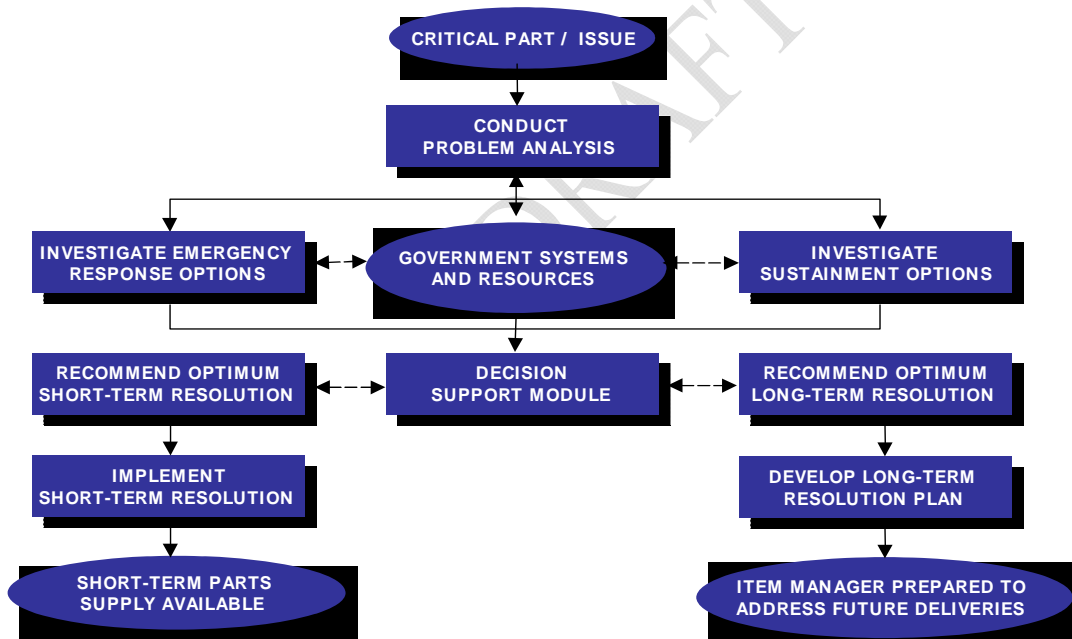 CRITICAL PART / ISSUE
CONDUCT
PROBLEM ANALYSIS
INVESTIGATE EMERGENCY
RESPONSE OPTIONS
GOVERNMENT SYSTEMS
AND RESOURCES
INVESTIGATE
SUSTAINMENT OPTIONS
RECOMMEND OPTIMUM
SHORT-TERM RESOLUTION
DECISION
SUPPORT MODULE
RECOMMEND OPTIMUM
LONG-TERM RESOLUTION
IMPLEMENT
SHORT-TERM RESOLUTION
DEVELOP LONG-TERM
RESOLUTION PLAN
SHORT-TERM PARTS
SUPPLY AVAILABLE
ITEM MANAGER PREPARED TO
ADDRESS FUTURE DELIVERIES
DRAFT